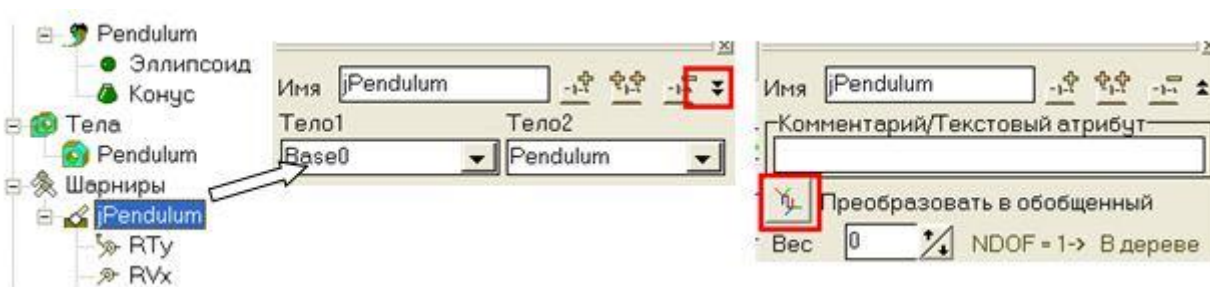 Pendulum
Эллипсоид
Конус
Тела
Pendulum
Шарниры
jPendulum
RTy
RVx
Имя jPendulum
Тело1 Тело2
Base0 Pendulum
Имя jPendulum
Комментарий/Текстовый атрибут
Преобразовать в обобщенный
Вес 0 NDOF = 1-> В дереве